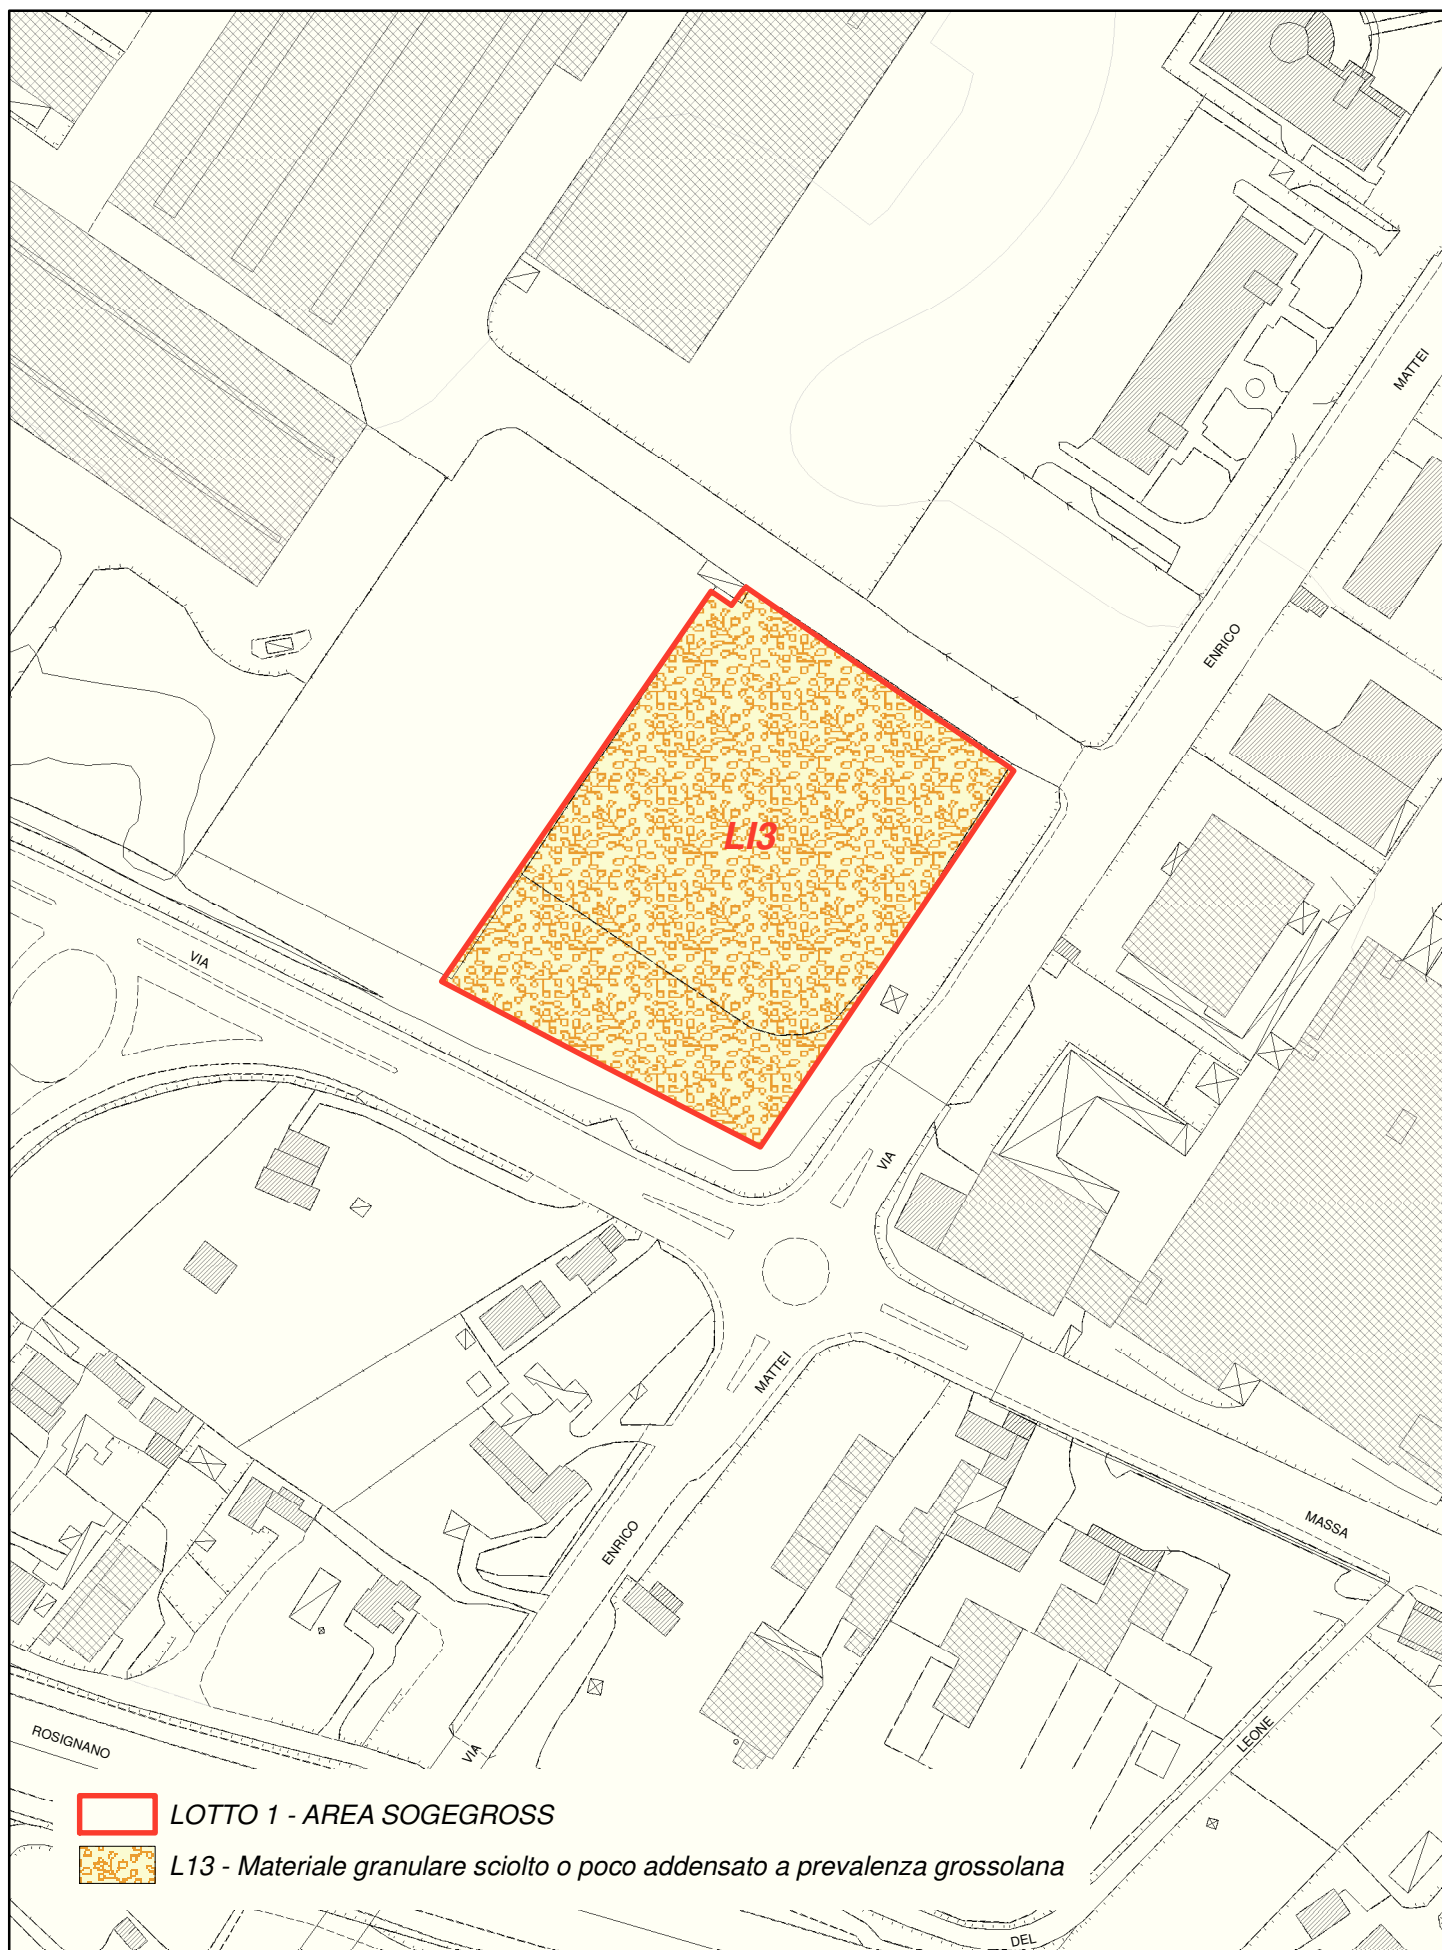 MATTEI
ENRICO
LI3
VIA
VIA
MATTEI
ENRICO
MASSA
ROSIGNANO
VIA
LEONE
LOTTO 1 - AREA SOGEGROSS
L13 - Materiale granulare sciolto o poco addensato a prevalenza grossolana
DEL